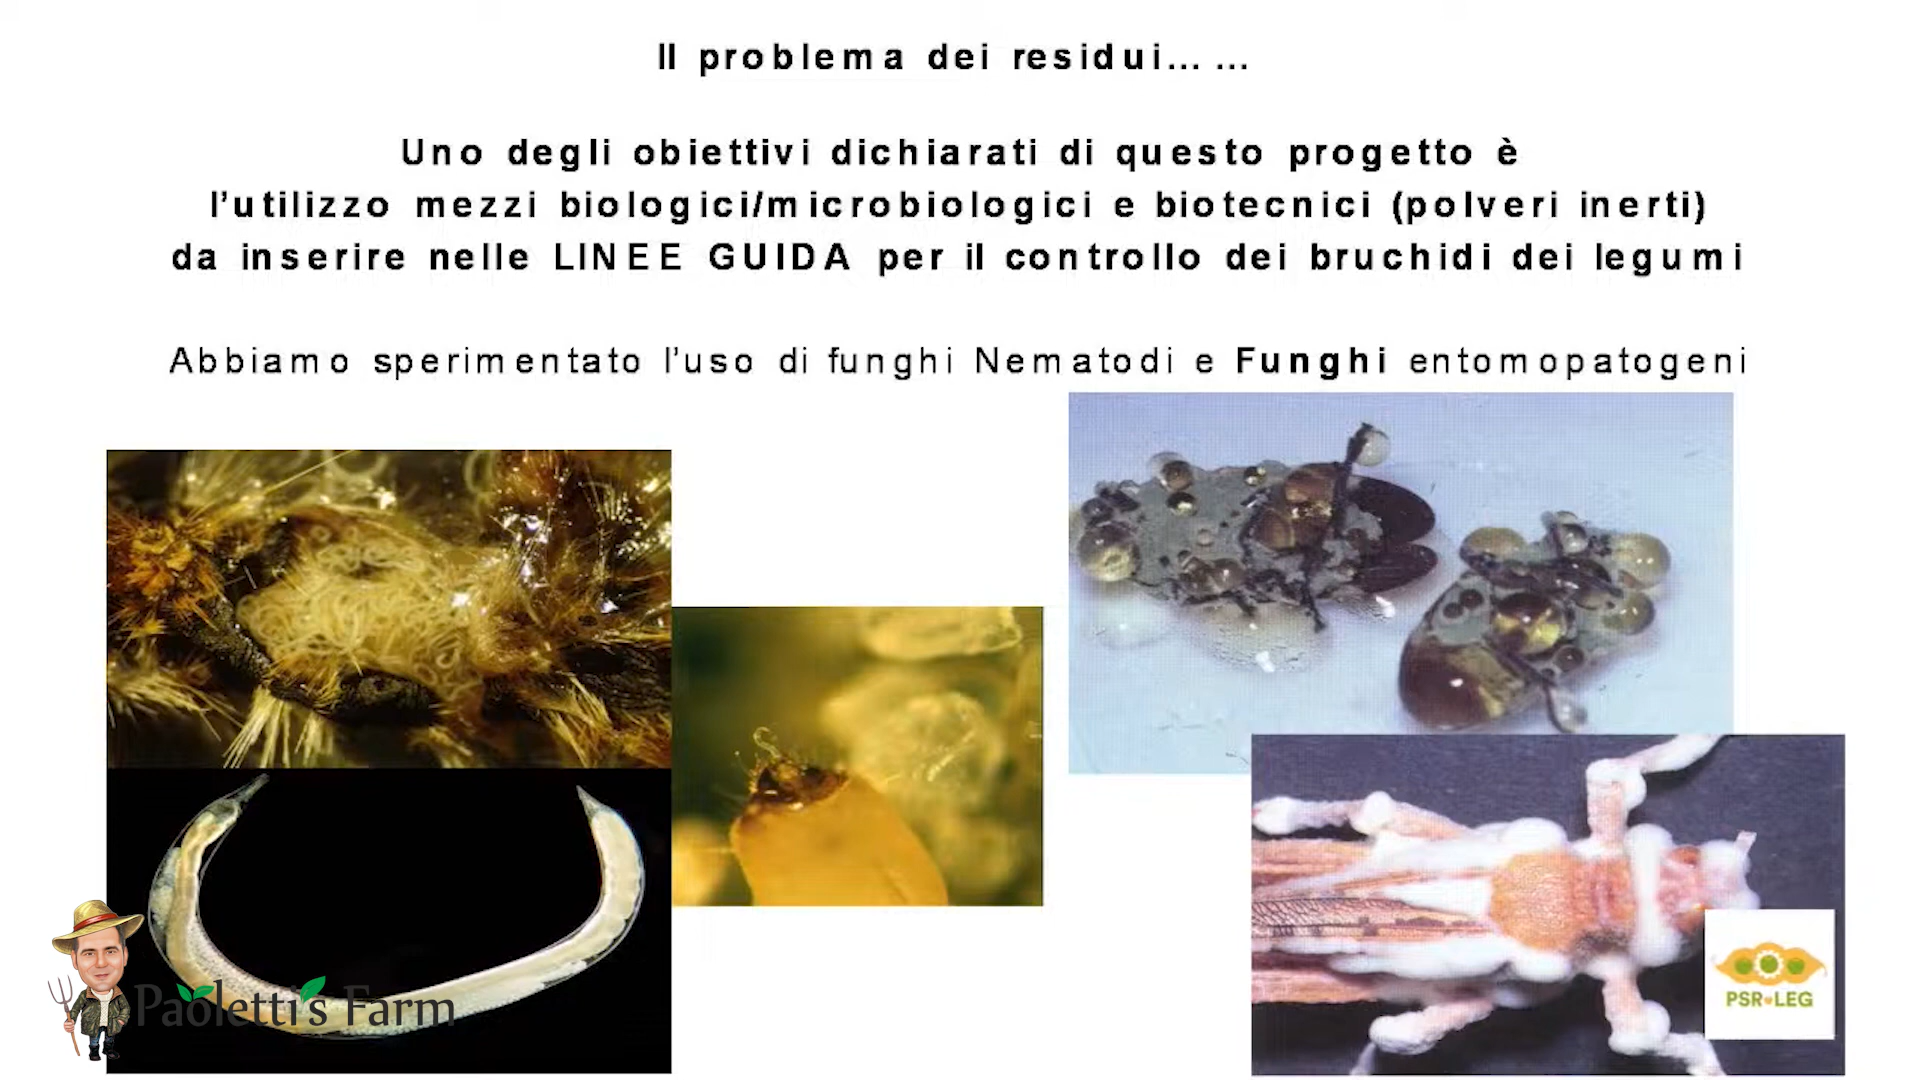 Il problema dei residui... ...
Uno degli obiettivi dichiarati di questo progetto è
l'utilizzo mezzi biologici/microbiologici e biotecnici (polveri inerti)
da inserire nelle LINEE GUIDA per il controllo dei bruchidi dei legumi
Abbiamo sperimentato l'uso di funghi Nematodi e Funghi entomopatogeni
Paoletti's Farm
PSR LEG